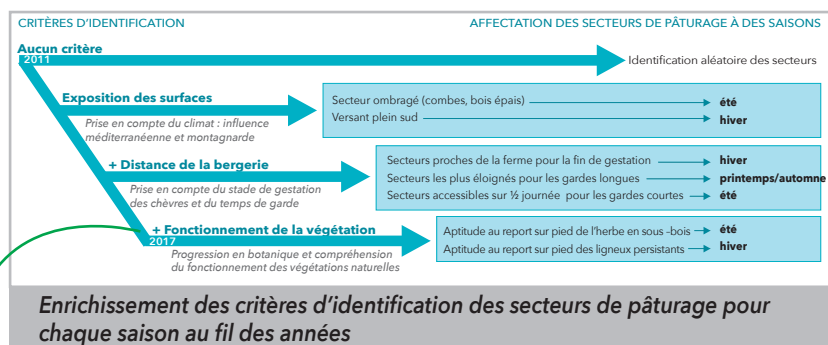 CRITÈRES D'IDENTIFICATION
AFFECTATION DES SECTEURS DE PÂTURAGE À DES SAISONS
Aucun critère
2011
Identification aléatoire des secteurs
Exposition des surfaces
Prise en compte du climat : influence
méditerranéenne et montagnarde
Secteur ombragé (combes, bois épais) été
Versant plein sud hiver
+ Distance de la bergerie
Prise en compte du stade de gestation
des chèvres et du temps de garde
Secteurs proches de la ferme pour la fin de gestation hiver
Secteurs les plus éloignés pour les gardes longues printemps/automne
Secteurs accessibles sur ½ journée pour les gardes courtes été
+ Fonctionnement de la végétation
2017
Progression en botanique et compréhension
du fonctionnement des végétations naturelles
Aptitude au report sur pied de l'herbe en sous -bois été
Aptitude au report sur pied des ligneux persistants hiver
Enrichissement des critères d'identification des secteurs de pâturage pour
chaque saison au fil des années